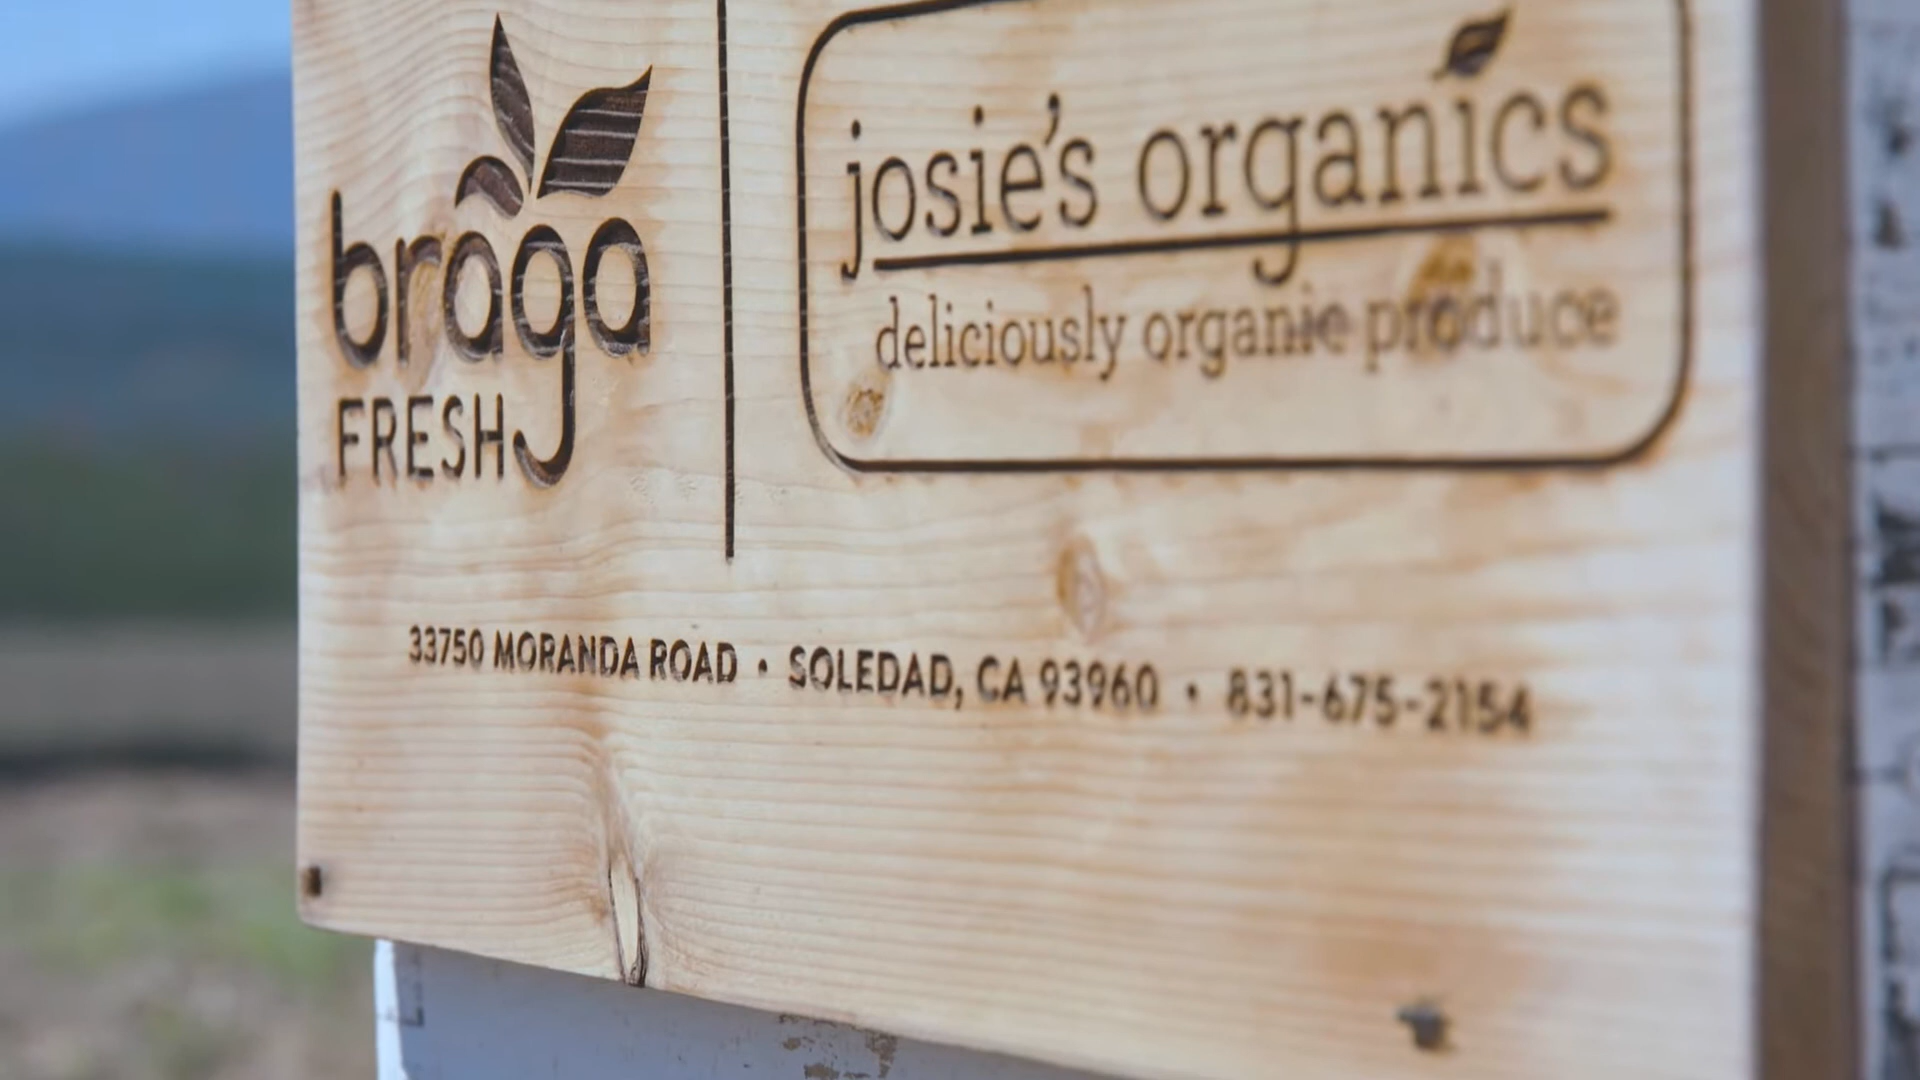 braga
FRESH
josie's organics
deliciously organic produce
33750 MORANDA ROAD • SOLEDAD, CA 93960 • 831-675-2154